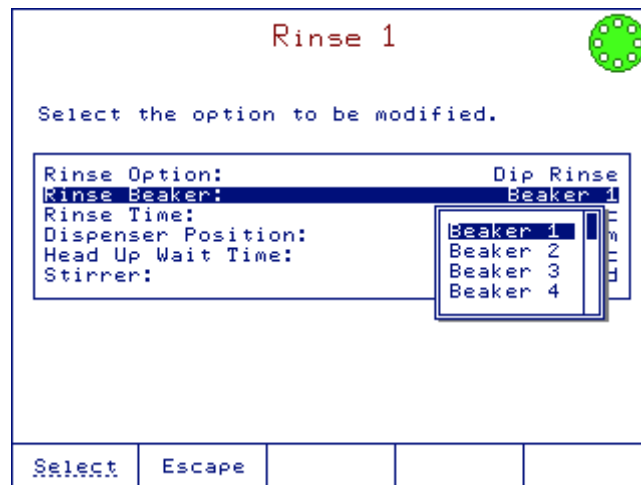 Rinse 1
Select the option to be modified.
Rinse Option: Dip Rinse
Rinse Beaker: Beaker 1
Rinse Time:
Dispenser Position:
Head Up Wait Time:
Stirrer:
Beaker 1
Beaker 2
Beaker 3
Beaker 4
Select Escape